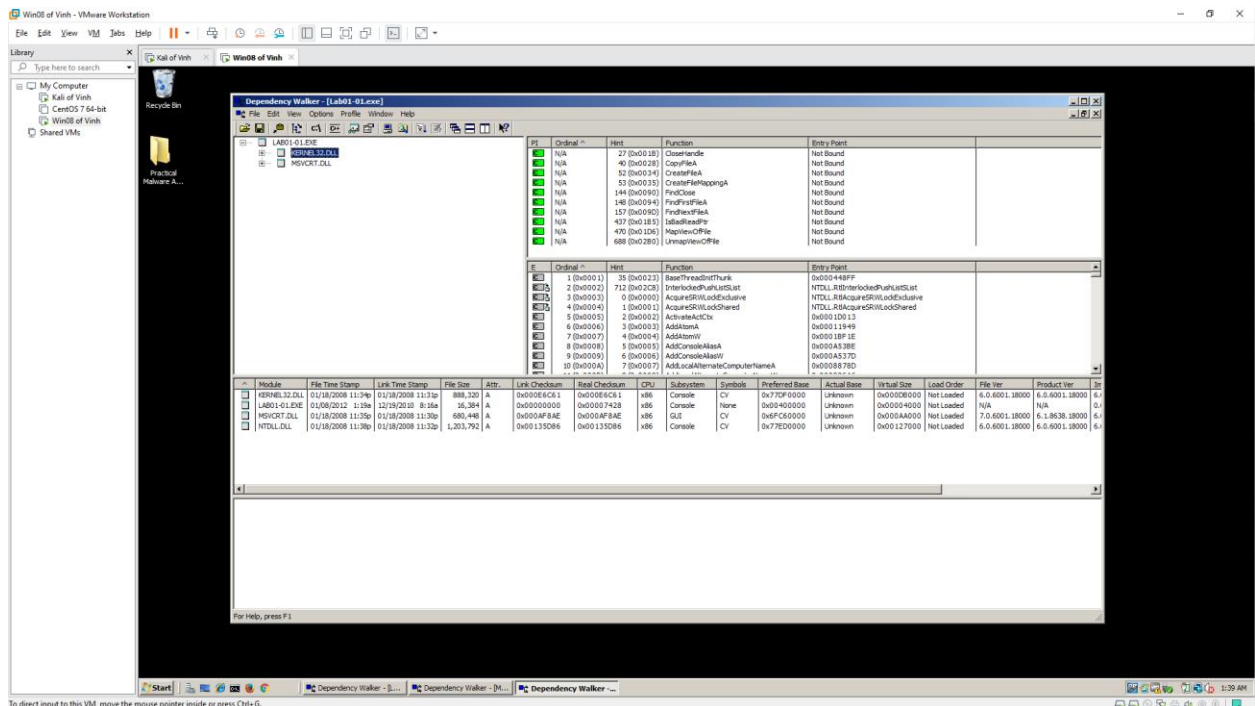 Win08 of Vinh - VMware Workstation
File Edit View VM Tabs Help
Library
Type here to search
My Computer
Kali of Vinh
CentOS 7 64-bit
Win08 of Vinh
Shared VMs
Kali of Vinh
Win08 of Vinh
Recycle Bin
Practical
Malware A...
Dependency Walker - [Lab01-01.exe]
File Edit View Options Profile Window Help
LAB01-01.EXE
KERNEL32.DLL
MSVCRT.DLL
PI Ordinal ^ Hint Function Entry Point
N/A 27 (0x001B) CloseHandle Not Bound
N/A 40 (0x0028) CopyFileA Not Bound
N/A 52 (0x0034) CreateFileA Not Bound
N/A 53 (0x0035) CreateFileMappingA Not Bound
N/A 144 (0x0090) FindClose Not Bound
N/A 148 (0x0094) FindFirstFileA Not Bound
N/A 157 (0x009D) FindNextFileA Not Bound
N/A 437 (0x01B5) IsBadReadPtr Not Bound
N/A 470 (0x01D6) MapViewOfFile Not Bound
N/A 688 (0x02B0) UnmapViewOfFile Not Bound
E Ordinal ^ Hint Function Entry Point
1 (0x0001) 35 (0x0023) BaseThreadInitThunk 0x000448FF
2 (0x0002) 712 (0x02C8) InterlockedPushListSList NTDLL.RtlInterlockedPushListSList
3 (0x0003) 0 (0x0000) AcquireSRWLockExclusive NTDLL.RtlAcquireSRWLockExclusive
4 (0x0004) 1 (0x0001) AcquireSRWLockShared NTDLL.RtlAcquireSRWLockShared
5 (0x0005) 2 (0x0002) ActivateActCtx 0x0001D013
6 (0x0006) 3 (0x0003) AddAtomA 0x00011949
7 (0x0007) 4 (0x0004) AddAtomW 0x0001BF1E
8 (0x0008) 5 (0x0005) AddConsoleAliasA 0x000A53BE
9 (0x0009) 6 (0x0006) AddConsoleAliasW 0x000A537D
10 (0x000A) 7 (0x0007) AddLocalAlternateComputerNameA 0x0008878D
^ Module File Time Stamp Link Time Stamp File Size Attr. Link Checksum Real Checksum CPU Subsystem Symbols Preferred Base Actual Base Virtual Size Load Order File Ver Product Ver Im
KERNEL32.DLL 01/18/2008 11:34p 01/18/2008 11:31p 888,320 A 0x000E6C61 0x000E6C61 x86 Console CV 0x77DF0000 Unknown 0x000DB000 Not Loaded 6.0.6001.18000 6.0.6001.18000 6.
LAB01-01.EXE 01/08/2012 1:19a 12/19/2010 8:16a 16,384 A 0x00000000 0x00007428 x86 Console None 0x00400000 Unknown 0x00004000 Not Loaded N/A N/A 0.
MSVCRT.DLL 01/18/2008 11:35p 01/18/2008 11:30p 680,448 A 0x000AF8AE 0x000AF8AE x86 GUI CV 0x6FC60000 Unknown 0x000AA000 Not Loaded 7.0.6001.18000 6.1.8638.18000 6.
NTDLL.DLL 01/18/2008 11:38p 01/18/2008 11:32p 1,203,792 A 0x00135D86 0x00135D86 x86 Console CV 0x77ED0000 Unknown 0x00127000 Not Loaded 6.0.6001.18000 6.0.6001.18000 6.
For Help, press F1
Start Dependency Walker - [L... Dependency Walker - [M... Dependency Walker -... 1:39 AM
To direct input to this VM, move the mouse pointer inside or press Ctrl+G.